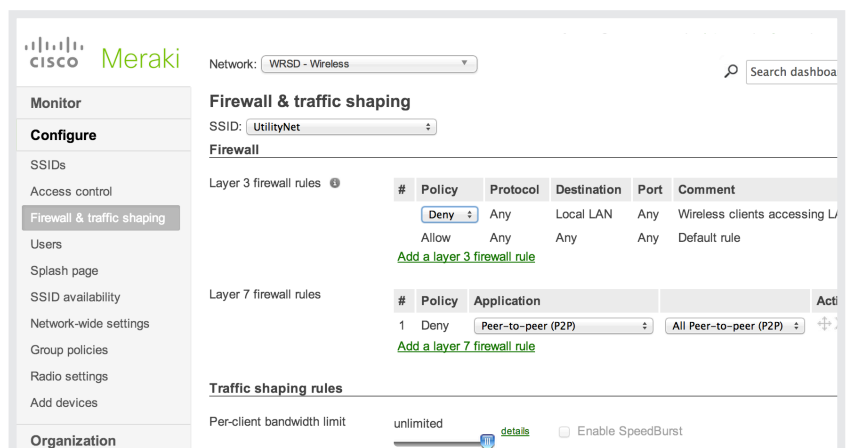 cisco Meraki
Network: WRSD - Wireless
Search dashboa
Monitor
Configure
SSIDs
Access control
Firewall & traffic shaping
Users
Splash page
SSID availability
Network-wide settings
Group policies
Radio settings
Add devices
Organization
Firewall & traffic shaping
SSID: UtilityNet
Firewall
Layer 3 firewall rules
# Policy Protocol Destination Port Comment
Deny Any Local LAN Any Wireless clients accessing LA
Allow Any Any Any Default rule
Add a layer 3 firewall rule
Layer 7 firewall rules
# Policy Application Acti
1 Deny Peer-to-peer (P2P) All Peer-to-peer (P2P)
Add a layer 7 firewall rule
Traffic shaping rules
Per-client bandwidth limit unlimited details Enable SpeedBurst